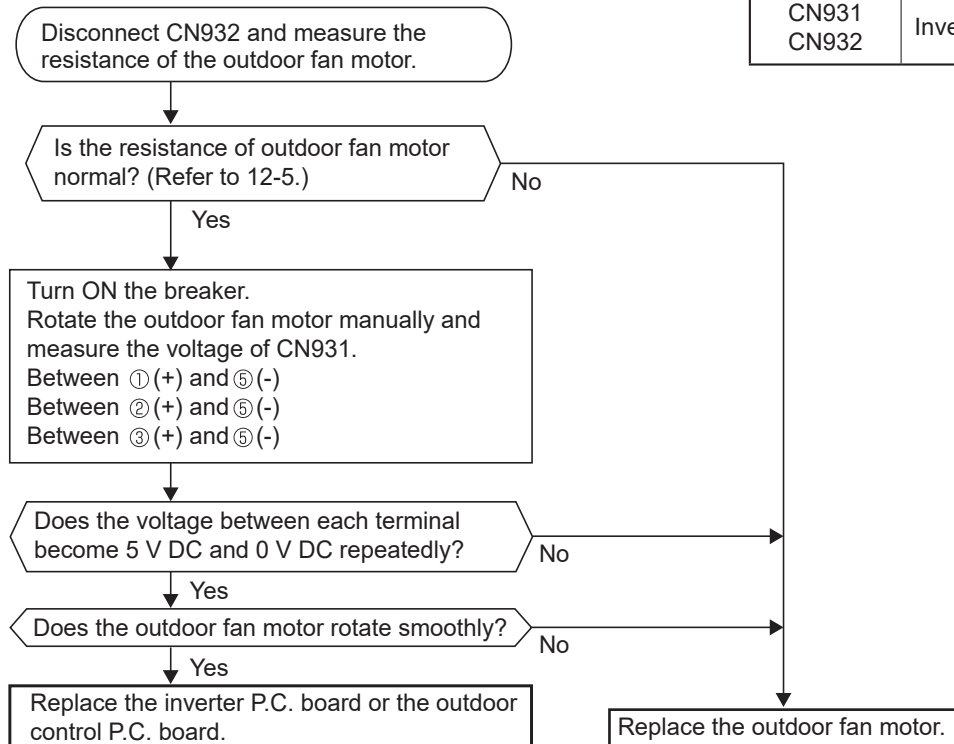 CN931
CN932
Disconnect CN932 and measure the
resistance of the outdoor fan motor.
Is the resistance of outdoor fan motor
normal? (Refer to 12-5.)
No
Yes
Turn ON the breaker.
Rotate the outdoor fan motor manually and
measure the voltage of CN931.
Between ①(+) and ⑤(-)
Between ②(+) and ⑤(-)
Between ③(+) and ⑤(-)
Does the voltage between each terminal
become 5 V DC and 0 V DC repeatedly?
No
Yes
Does the outdoor fan motor rotate smoothly?
No
Yes
Replace the inverter P.C. board or the outdoor
control P.C. board.
Replace the outdoor fan motor.